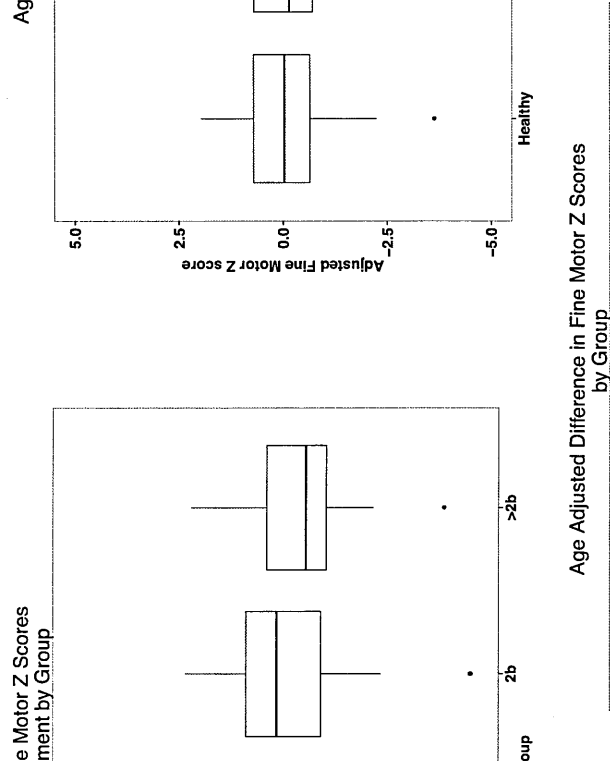 Ag
5.0
2.5
0.0
-2.5
-5.0
Adjusted Fine Motor Z score
Healthy
e Motor Z Scores
ment by Group
2b
>2b
oup
Age Adjusted Difference in Fine Motor Z Scores
by Group